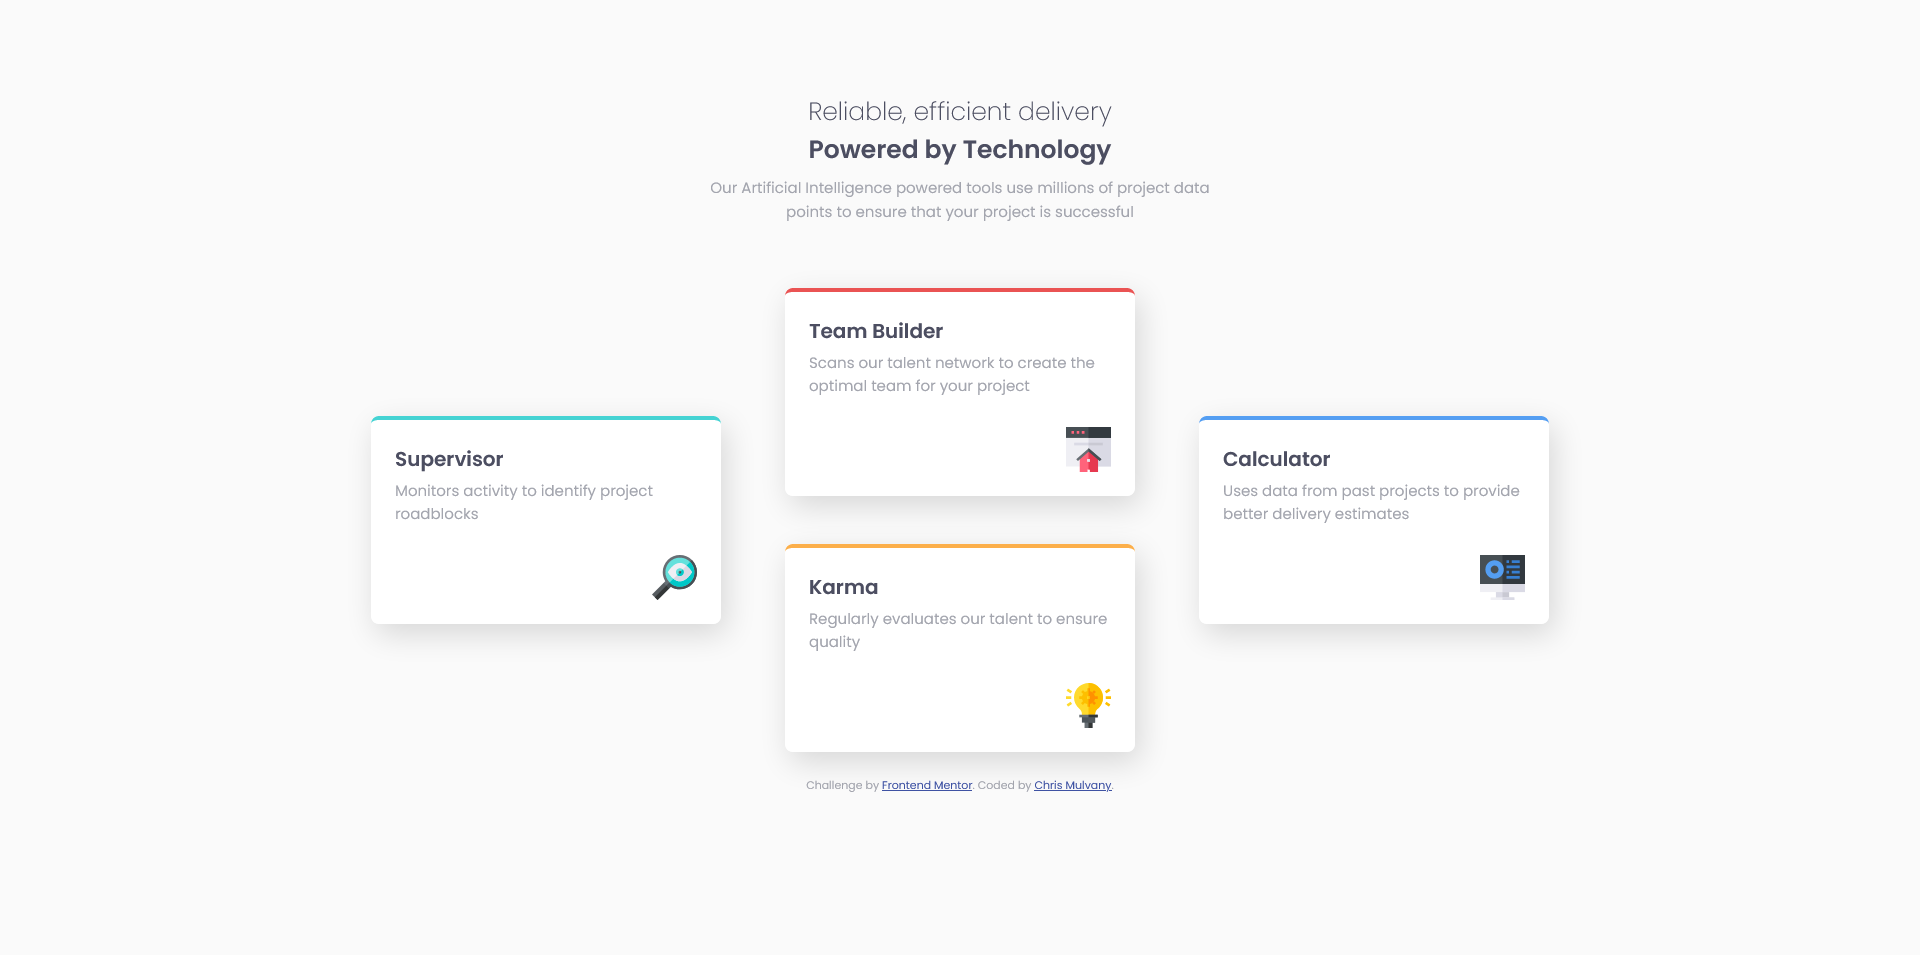 Reliable, efficient delivery
Powered by Technology
Our Artificial Intelligence powered tools use millions of project data
points to ensure that your project is successful
Supervisor
Monitors activity to identify project
roadblocks
Team Builder
Scans our talent network to create the
optimal team for your project
Karma
Regularly evaluates our talent to ensure
quality
Calculator
Uses data from past projects to provide
better delivery estimates
Challenge by Frontend Mentor. Coded by Chris Mulvany.